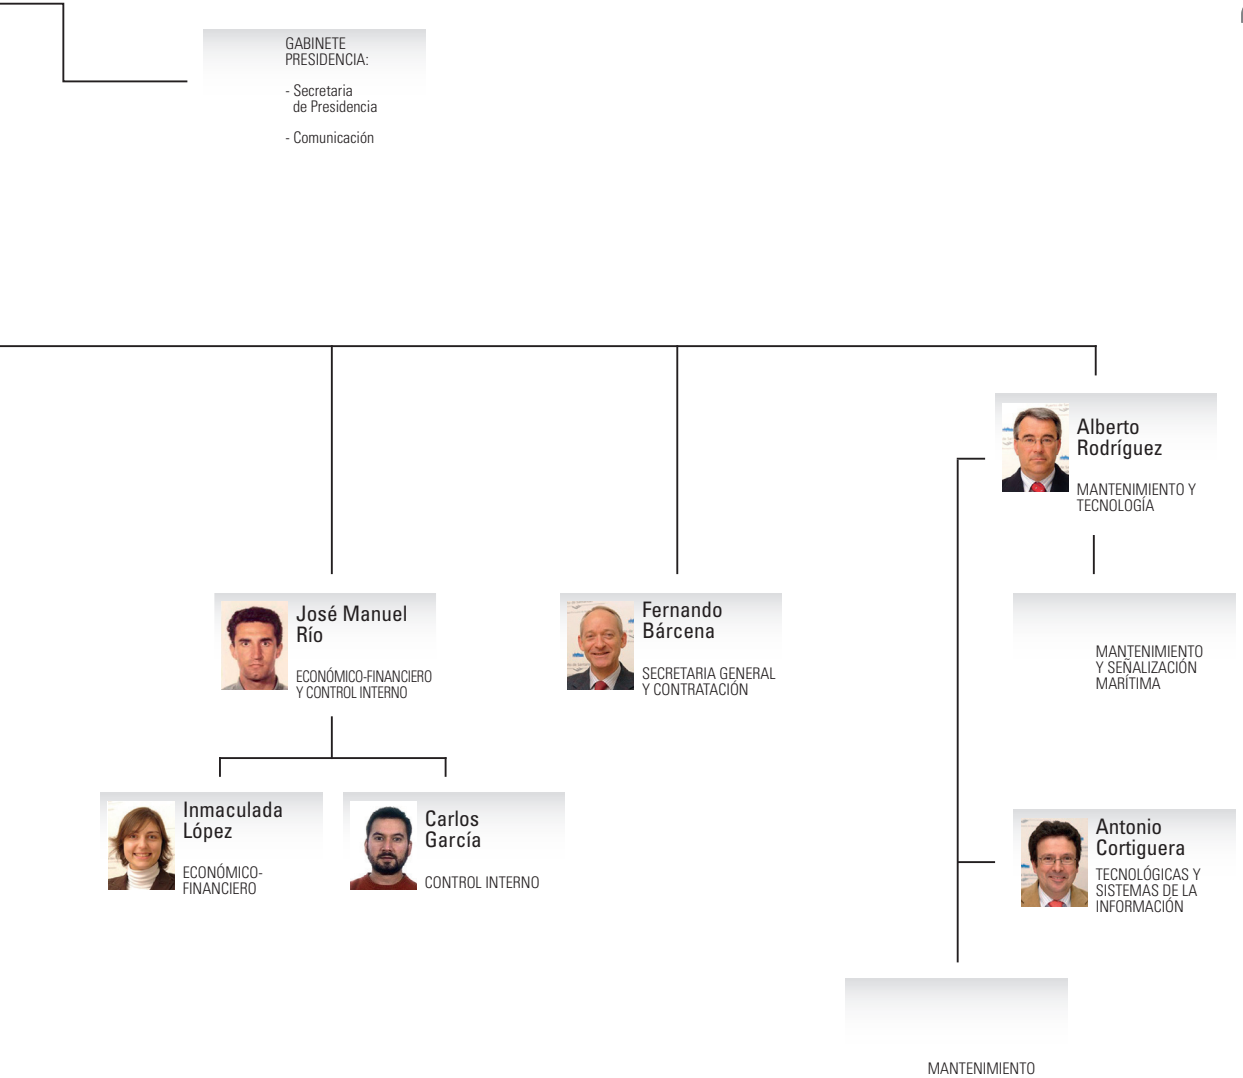 GABINETE
PRESIDENCIA:
- Secretaria
de Presidencia
- Comunicación
Alberto
Rodríguez
MANTENIMIENTO Y
TECNOLOGÍA
José Manuel
Río
ECONÓMICO-FINANCIERO
Y CONTROL INTERNO
Fernando
Bárcena
SECRETARIA GENERAL
Y CONTRATACIÓN
MANTENIMIENTO
Y SEÑALIZACIÓN
MARÍTIMA
Inmaculada
López
ECONÓMICO-
FINANCIERO
Carlos
García
CONTROL INTERNO
Antonio
Cortiguera
TECNOLÓGICAS Y
SISTEMAS DE LA
INFORMACIÓN
MANTENIMIENTO